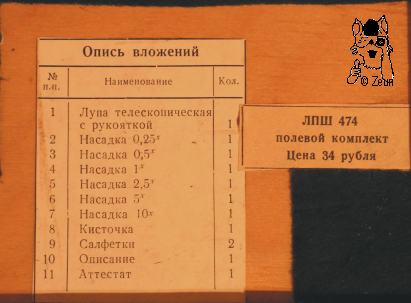 Опись вложений
№ п.п. Наименование Кол.
1 Лупа телескопическая
с рукояткой 1
2 Насадка 0,25ˣ 1
3 Насадка 0,5ˣ 1
4 Насадка 1ˣ 1
5 Насадка 2,5ˣ 1
6 Насадка 5ˣ 1
7 Насадка 10ˣ 1
8 Кисточка 1
9 Салфетки 2
10 Описание 1
11 Аттестат 1
ЛПШ 474
полевой комплект
Цена 34 рубля
© Zetun